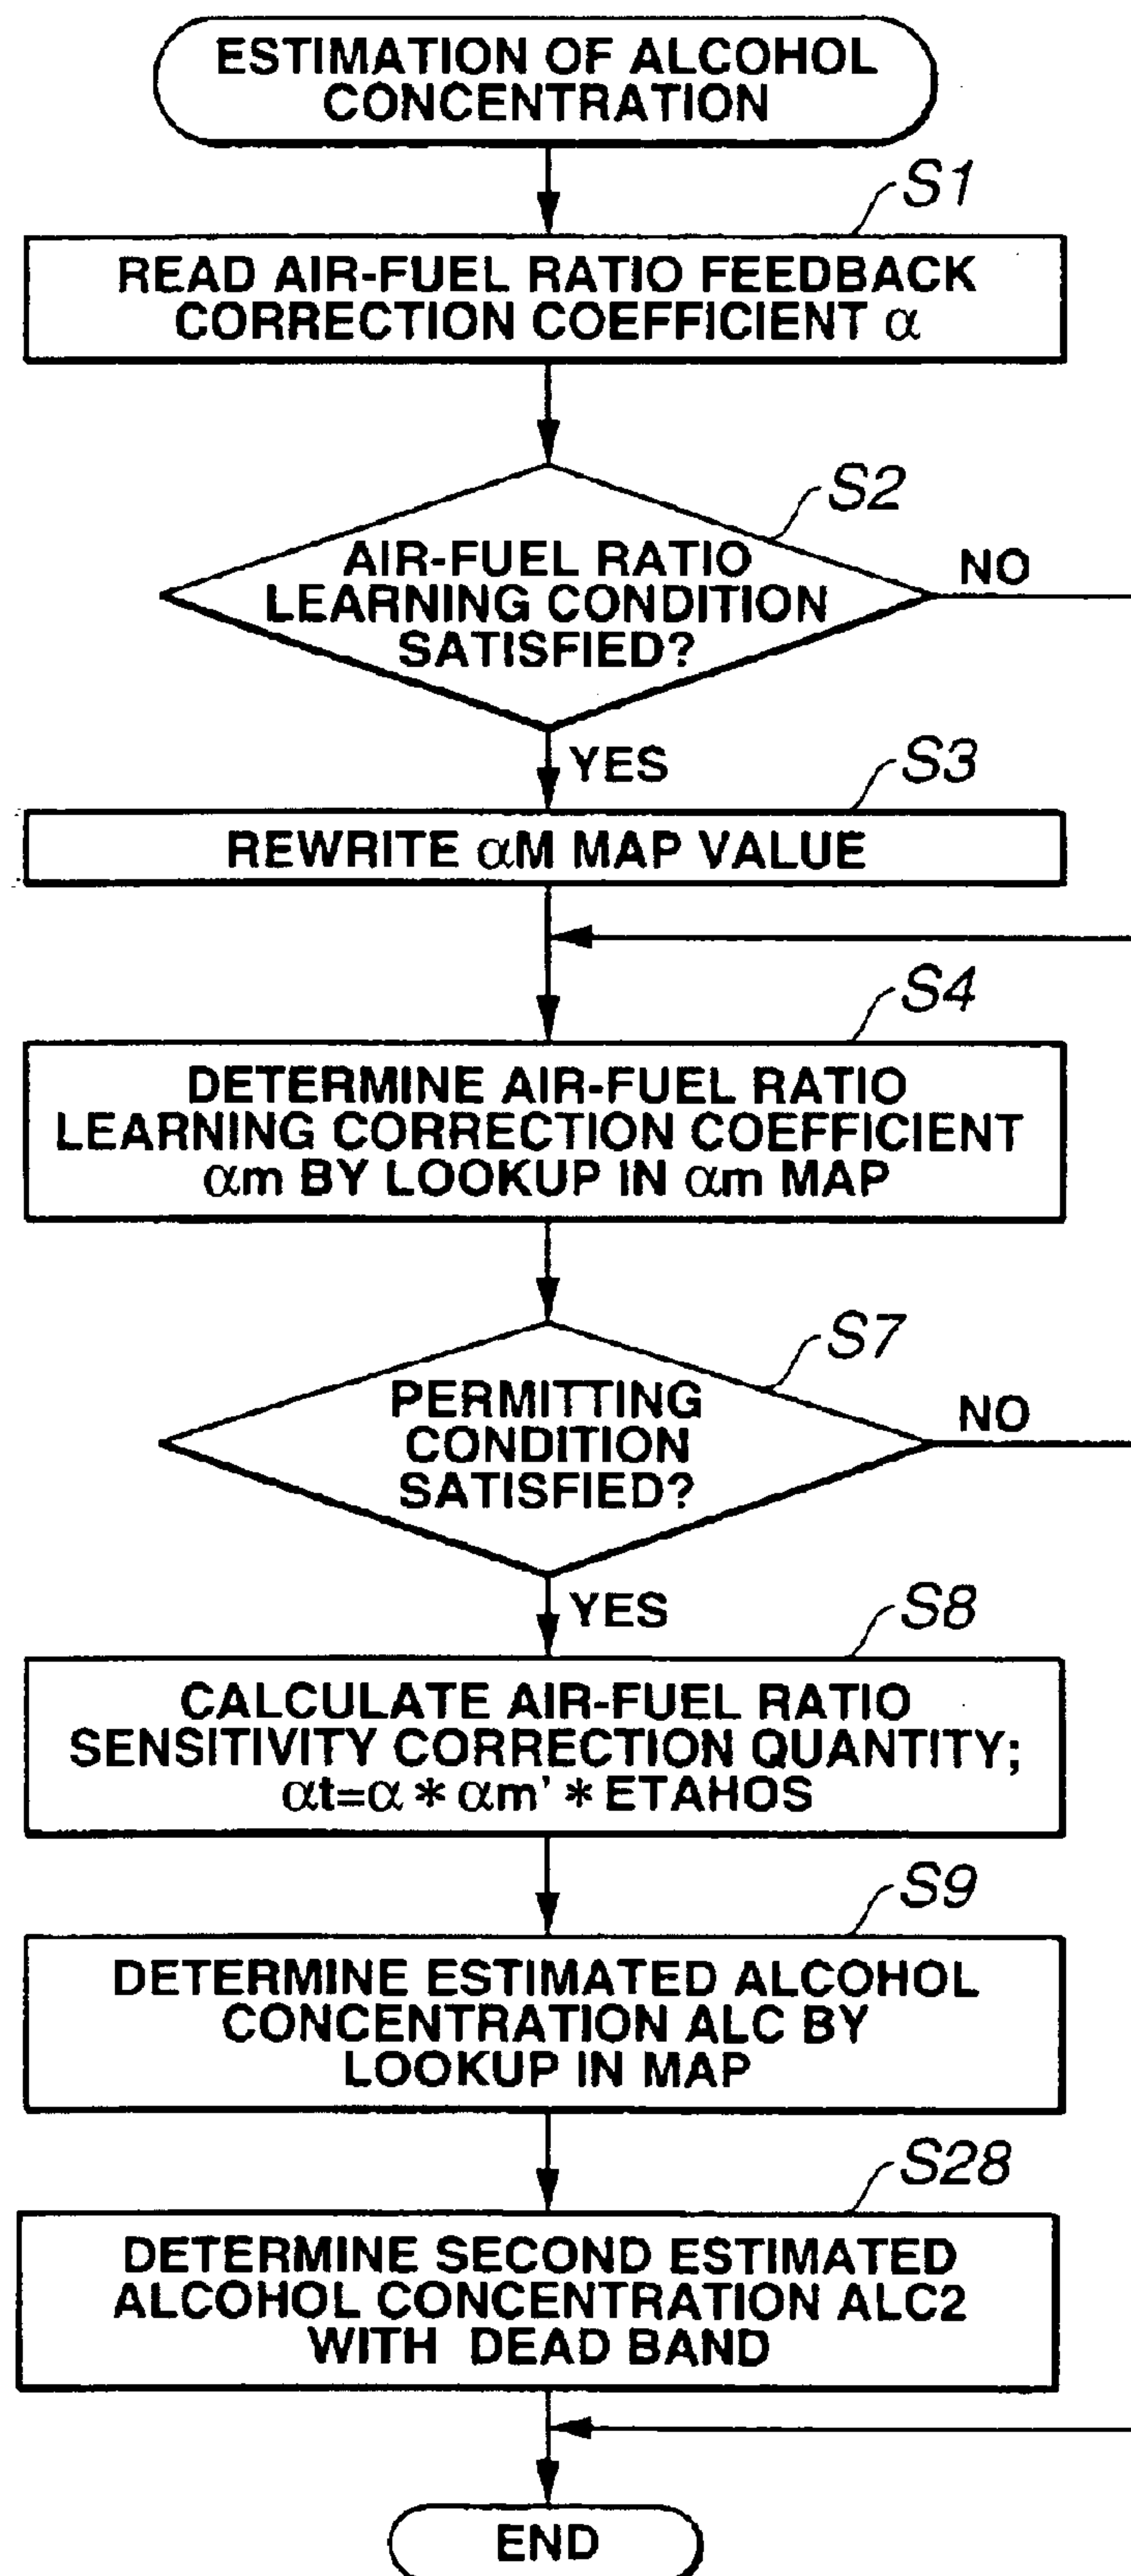 ESTIMATION OF ALCOHOL
CONCENTRATION
S1
READ AIR-FUEL RATIO FEEDBACK
CORRECTION COEFFICIENT α
S2
AIR-FUEL RATIO
LEARNING CONDITION
SATISFIED?
NO
YES
S3
REWRITE αM MAP VALUE
S4
DETERMINE AIR-FUEL RATIO
LEARNING CORRECTION COEFFICIENT
αm BY LOOKUP IN αm MAP
S7
PERMITTING
CONDITION
SATISFIED?
NO
YES
S8
CALCULATE AIR-FUEL RATIO
SENSITIVITY CORRECTION QUANTITY;
αt=α * αm' * ETAHOS
S9
DETERMINE ESTIMATED ALCOHOL
CONCENTRATION ALC BY
LOOKUP IN MAP
S28
DETERMINE SECOND ESTIMATED
ALCOHOL CONCENTRATION ALC2
WITH DEAD BAND
END